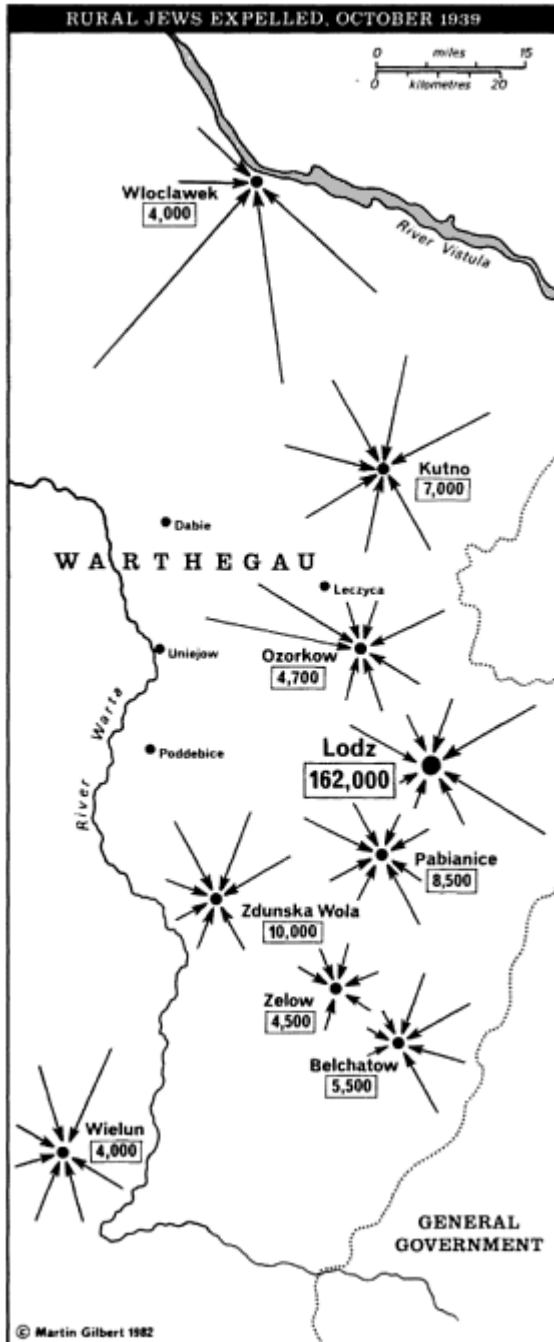 RURAL JEWS EXPELLED, OCTOBER 1939
0 miles 15
0 kilometres 20
Wloclawek
4,000
River Vistula
Kutno
7,000
Dabie
WARTHEGAU
Leczyca
Uniejow
Ozorkow
4,700
River Warta
Poddebice
Lodz
162,000
Pabianice
8,500
Zdunska Wola
10,000
Zelow
4,500
Belchatow
5,500
Wielun
4,000
GENERAL
GOVERNMENT
© Martin Gilbert 1982